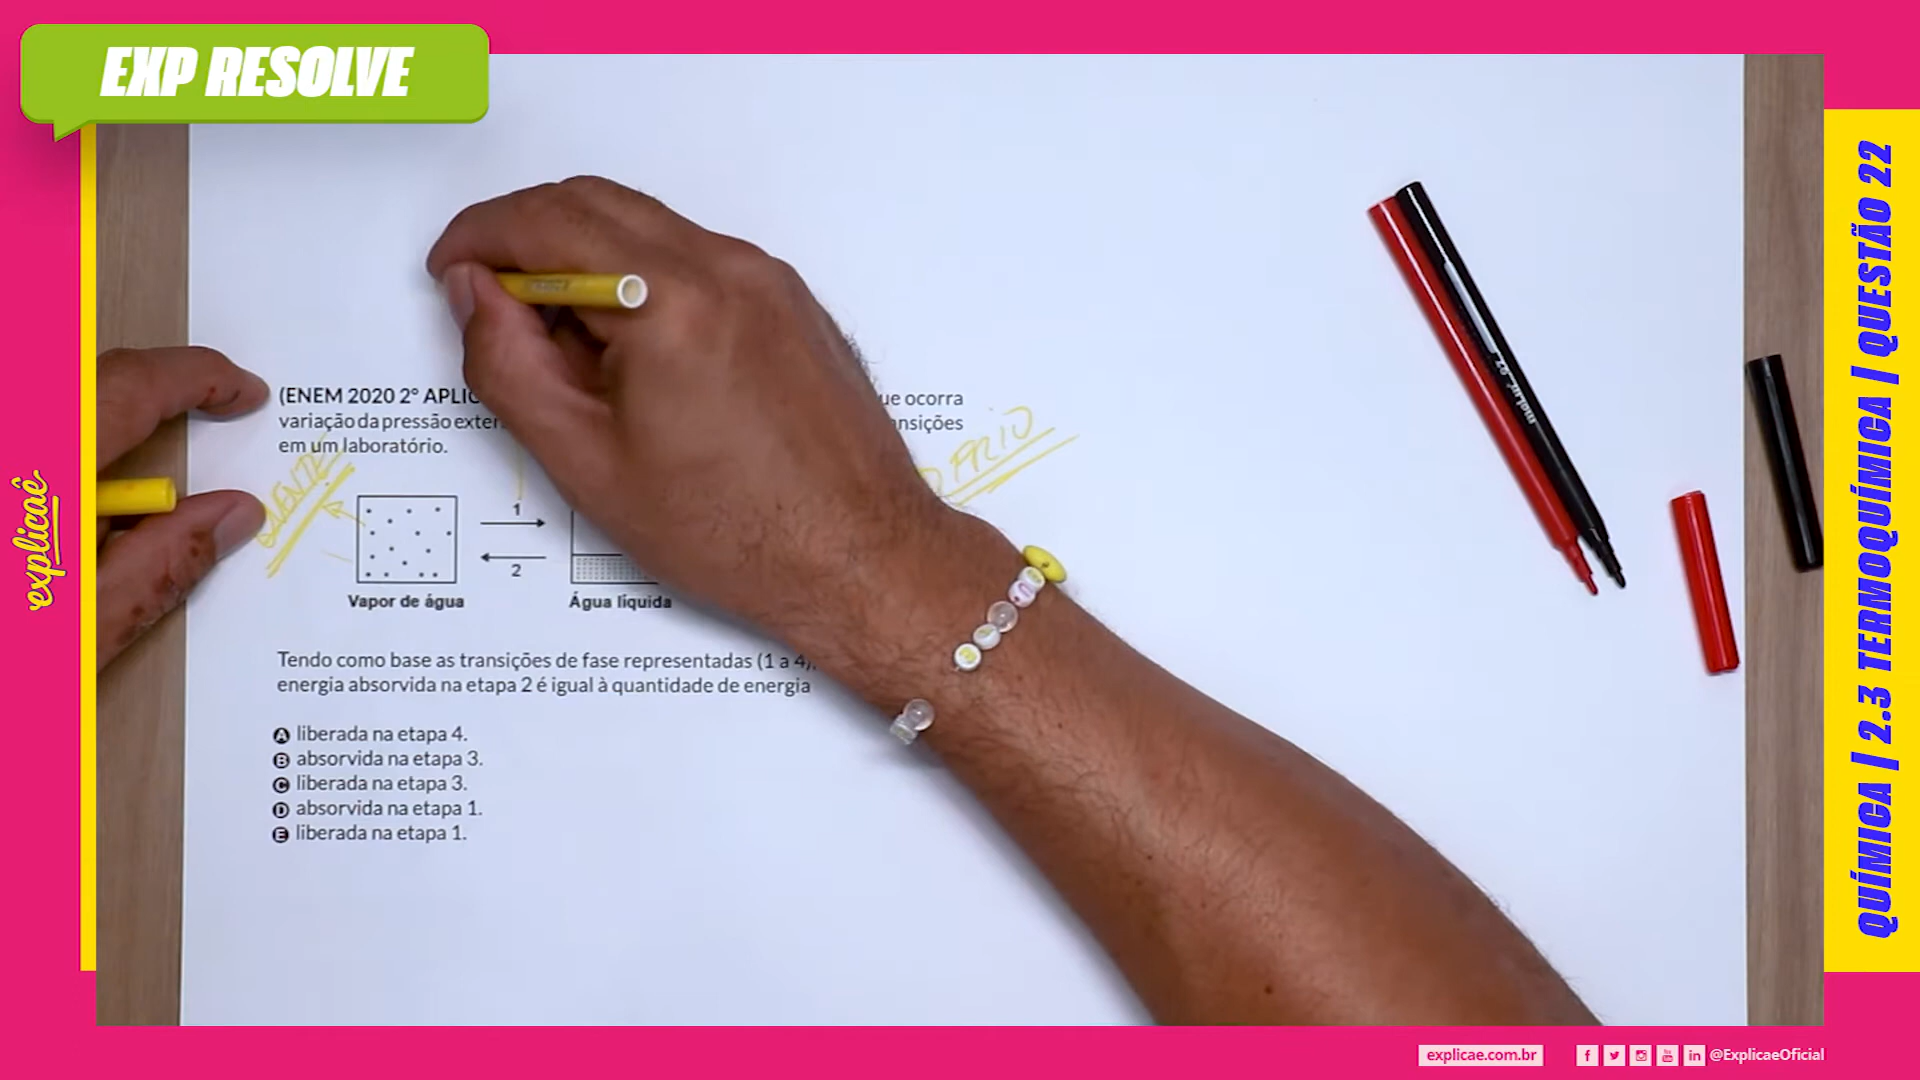 EXP RESOLVE
explicaê
QUÍMICA | 2.3 TERMOQUÍMICA | QUESTÃO 22
(ENEM 2020 2° APLIC
ue ocorra
variação da pressão exter
ansições
em um laboratório.
QUENTE
FRIO
1
2
Vapor de água
Água líquida
Tendo como base as transições de fase representadas (1 a 4),
energia absorvida na etapa 2 é igual à quantidade de energia
A liberada na etapa 4.
B absorvida na etapa 3.
C liberada na etapa 3.
D absorvida na etapa 1.
E liberada na etapa 1.
explicae.com.br
@ExplicaeOficial